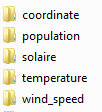 coordinate
population
solaire
temperature
wind_speed